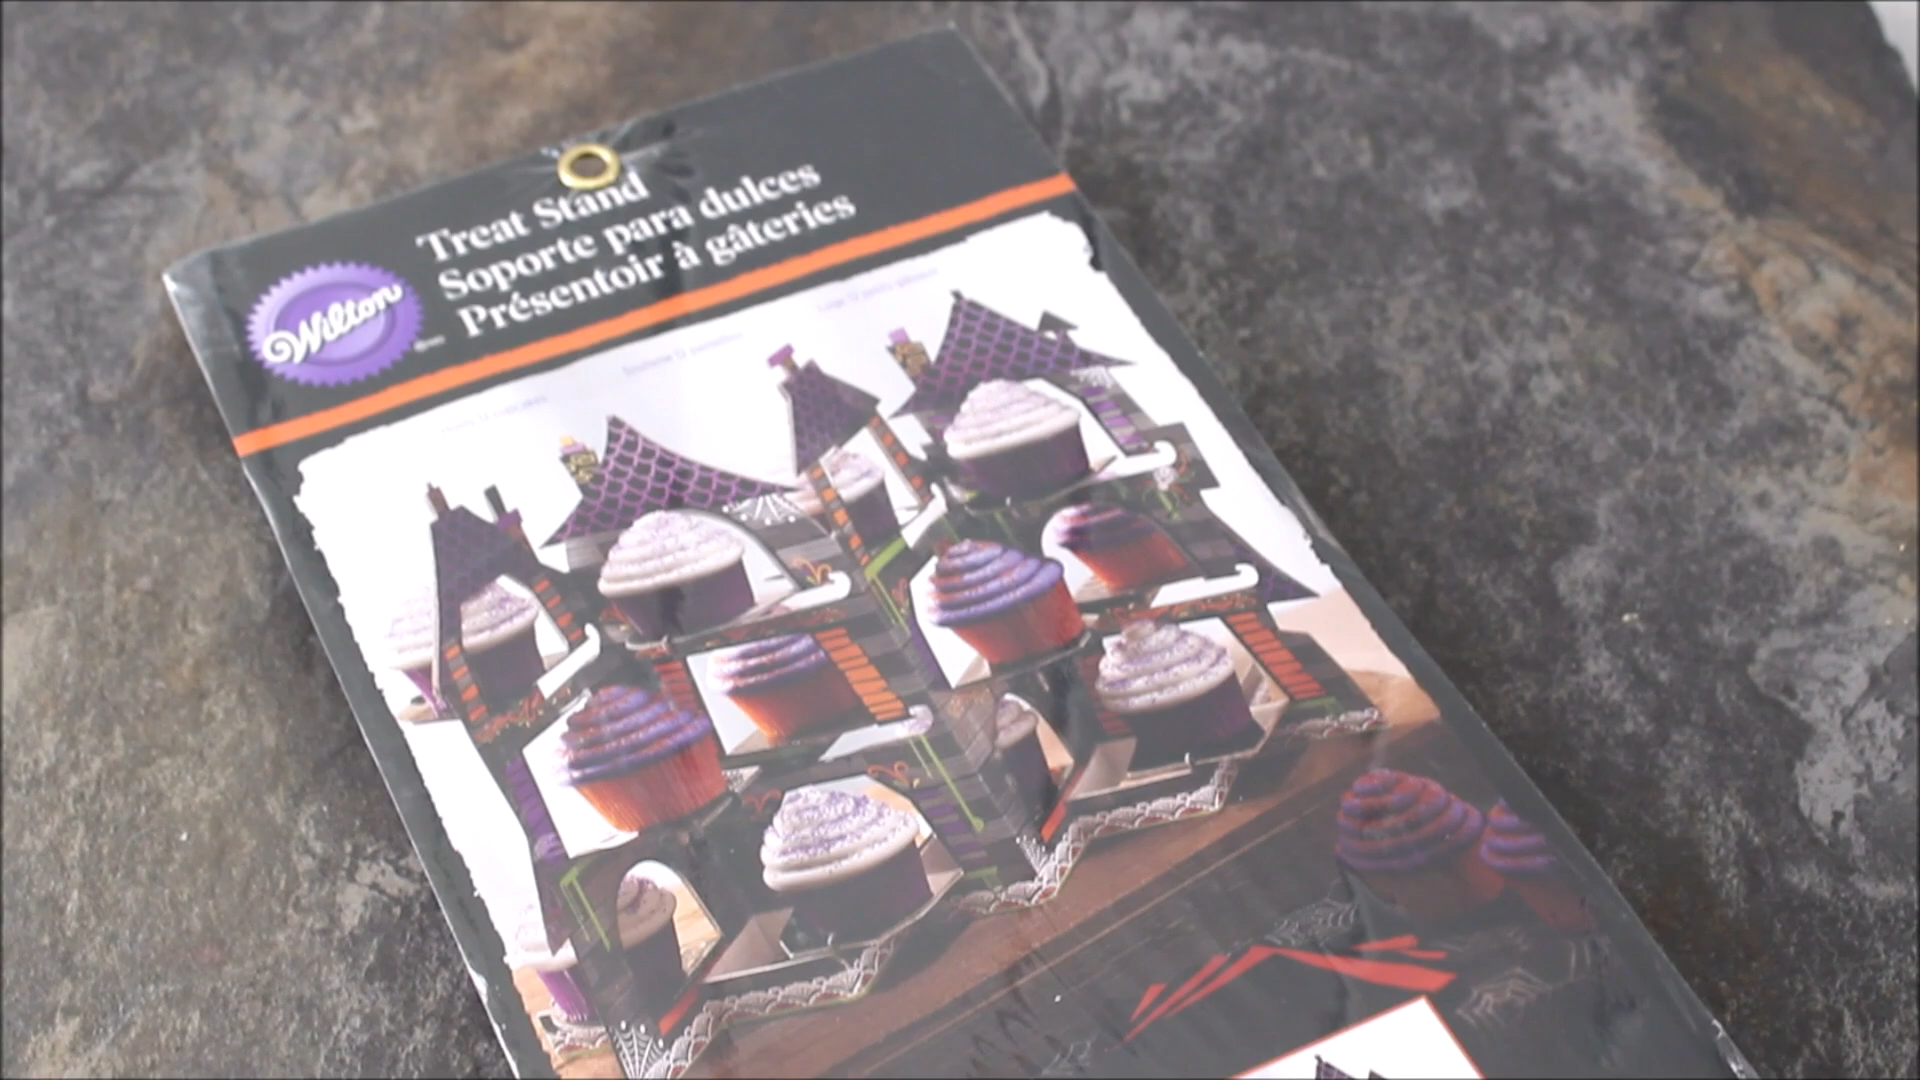 Treat Stand
Soporte para dulces
Présentoir à gâteries
Wilton